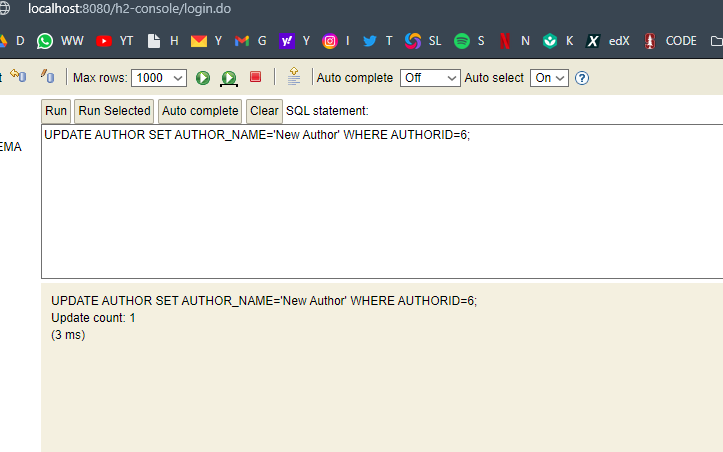 localhost:8080/h2-console/login.do
D WW YT H Y G Y I T SL S N K edX CODE
t Max rows: 1000 Auto complete Off Auto select On ?
Run Run Selected Auto complete Clear SQL statement:
UPDATE AUTHOR SET AUTHOR_NAME='New Author' WHERE AUTHORID=6;
EMA
UPDATE AUTHOR SET AUTHOR_NAME='New Author' WHERE AUTHORID=6;
Update count: 1
(3 ms)